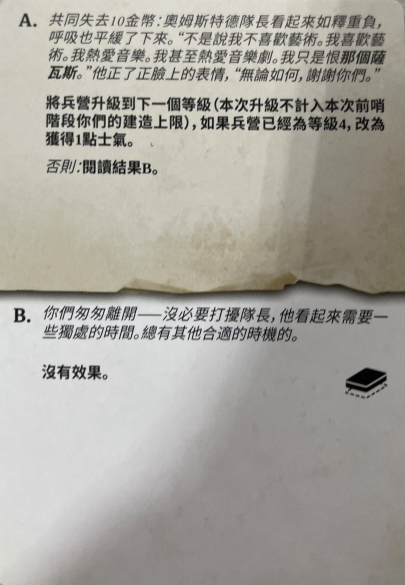 A. 共同失去10金幣：奧姆斯特德隊長看起來如釋重負，
呼吸也平緩了下來。“不是說我不喜歡藝術。我喜歡藝
術。我熱愛音樂。我甚至熱愛音樂劇。我只是恨那個薩
瓦斯。”他正了正臉上的表情，“無論如何，謝謝你們。”
將兵營升級到下一個等級（本次升級不計入本次前哨
階段你們的建造上限），如果兵營已經為等級4，改為
獲得1點士氣。
否則：閱讀結果B。
B. 你們匆匆離開──沒必要打擾隊長，他看起來需要一
些獨處的時間。總有其他合適的時機的。
沒有效果。